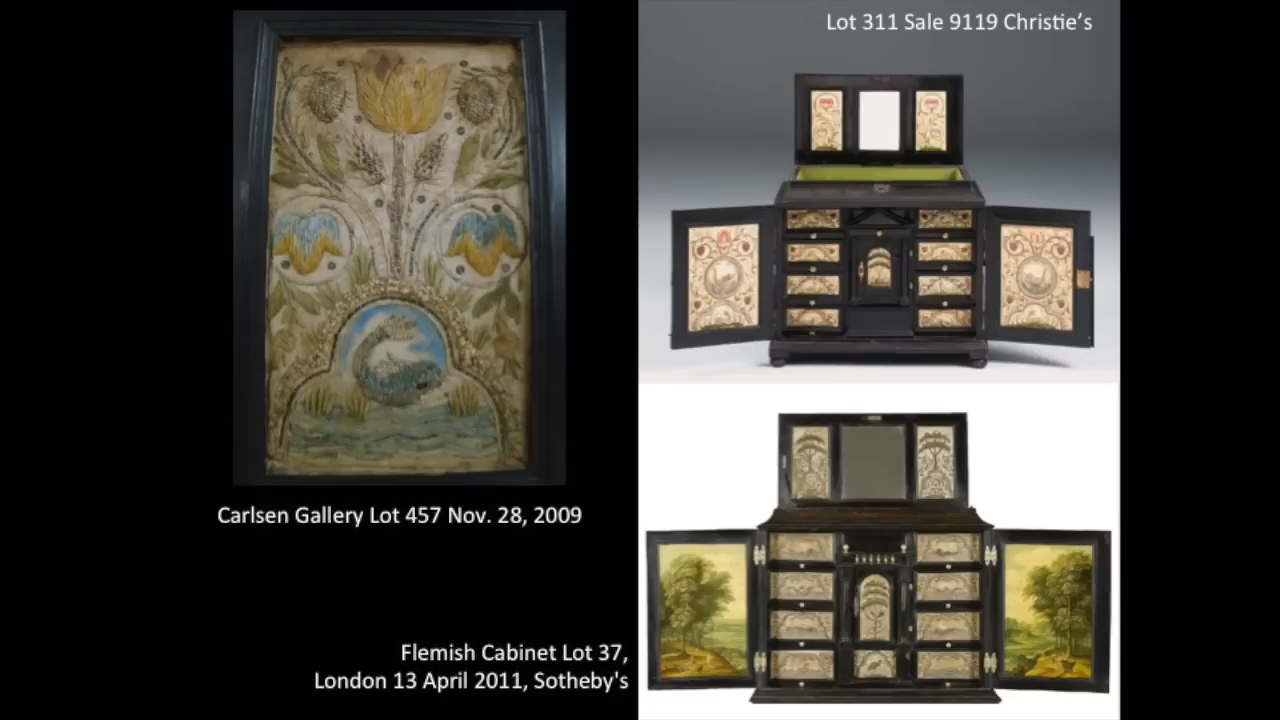 Lot 311 Sale 9119 Christie’s
Carlsen Gallery Lot 457 Nov. 28, 2009
Flemish Cabinet Lot 37,
London 13 April 2011, Sotheby's